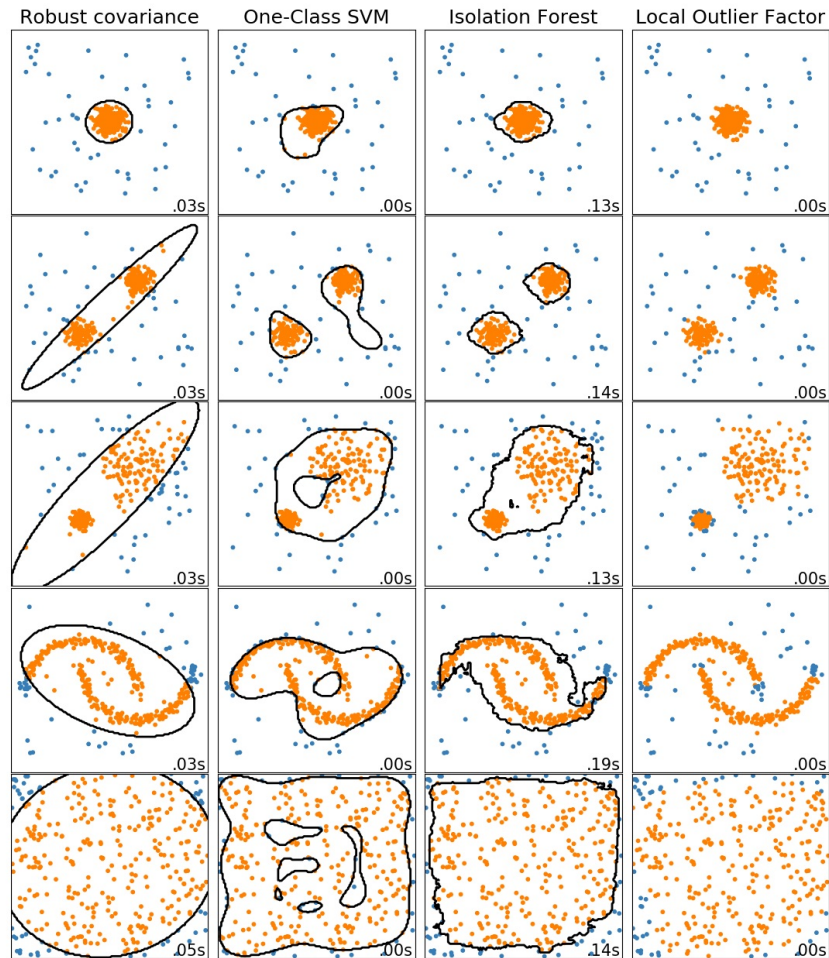 Robust covariance One-Class SVM Isolation Forest Local Outlier Factor
.03s .00s .13s .00s
.03s .00s .14s .00s
.03s .00s .13s .00s
.03s .00s .19s .00s
.05s .00s .14s .00s